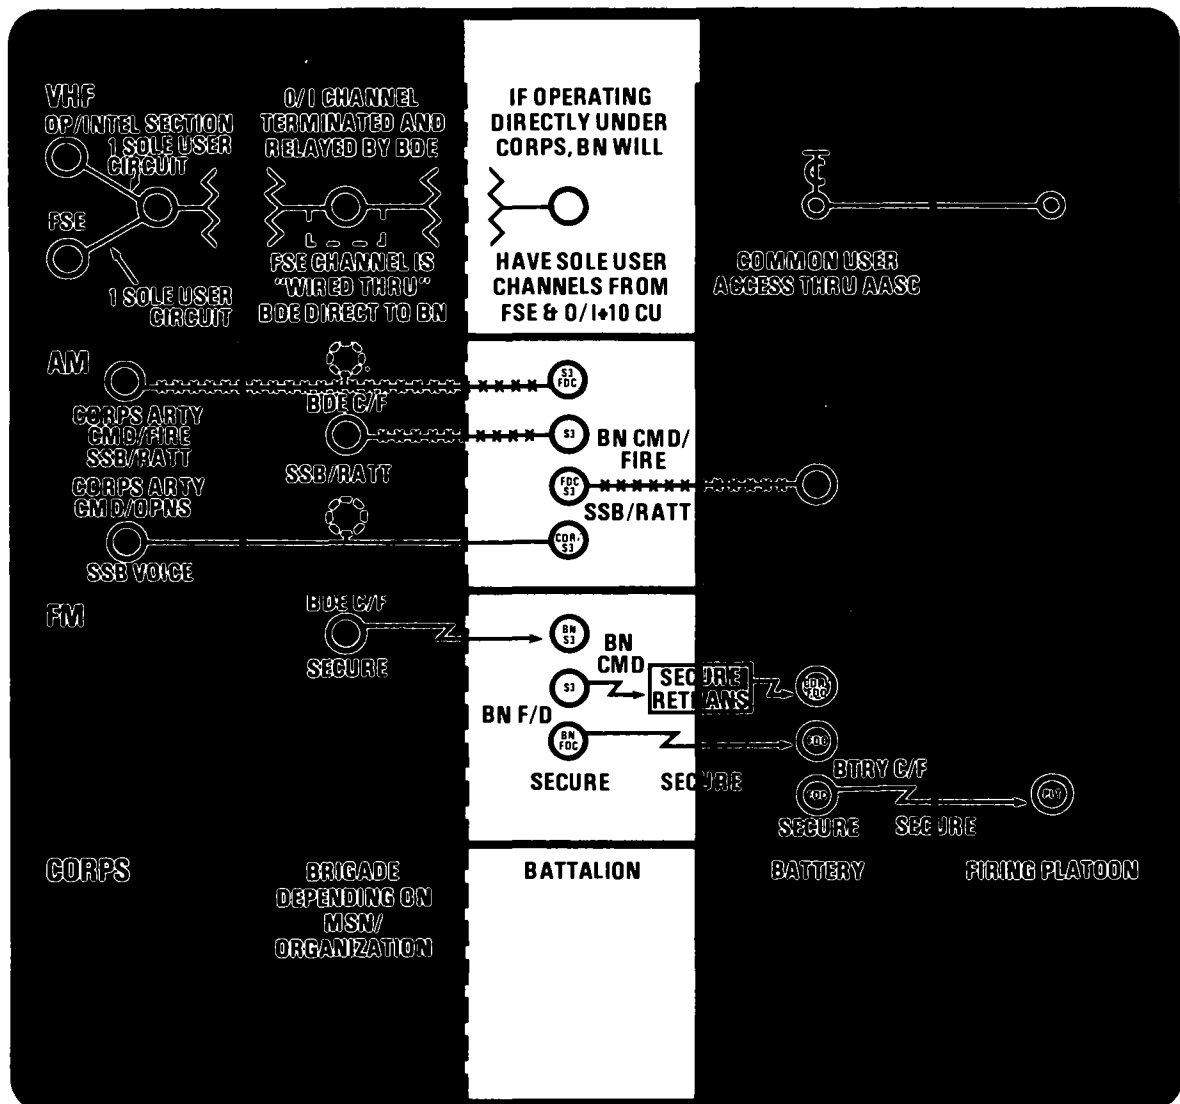 VHF
OP/INTEL SECTION
1 SOLE USER
CIRCUIT
FSE
1 SOLE USER
CIRCUIT
O/I CHANNEL
TERMINATED AND
RELAYED BY BDE
FSE CHANNEL IS
"WIRED THRU"
BDE DIRECT TO BN
IF OPERATING
DIRECTLY UNDER
CORPS, BN WILL
HAVE SOLE USER
CHANNELS FROM
FSE & O/I+10 CU
COMMON USER
ACCESS THRU AASC
AM
CORPS ARTY
CMD/FIRE
SSB/RATT
BDE C/F
SSB/RATT
S3
FDC
S3
BN CMD/
FIRE
FDC
S3
SSB/RATT
CORPS ARTY
CMD/OPNS
SSB VOICE
CDR/
S3
FM
BDE C/F
SECURE
BN
S3
BN
CMD
S3
SECURE
RETRANS
CDR/
FDC
BN F/D
BN
FDC
SECURE
SECURE
FDC
BTRY C/F
FDC
PLT
SECURE
SECURE
CORPS
BRIGADE
DEPENDING ON
MSN/
ORGANIZATION
BATTALION
BATTERY
FIRING PLATOON